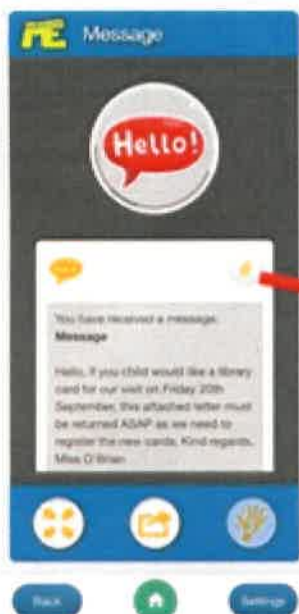 ME Message
Hello!
You have received a message:
Message
Hello, if you child would like a library
card for our visit on Friday 20th
September, this attached letter must
be returned ASAP as we need to
register the new cards. Kind regards,
Miss O'Brian
Back
Settings